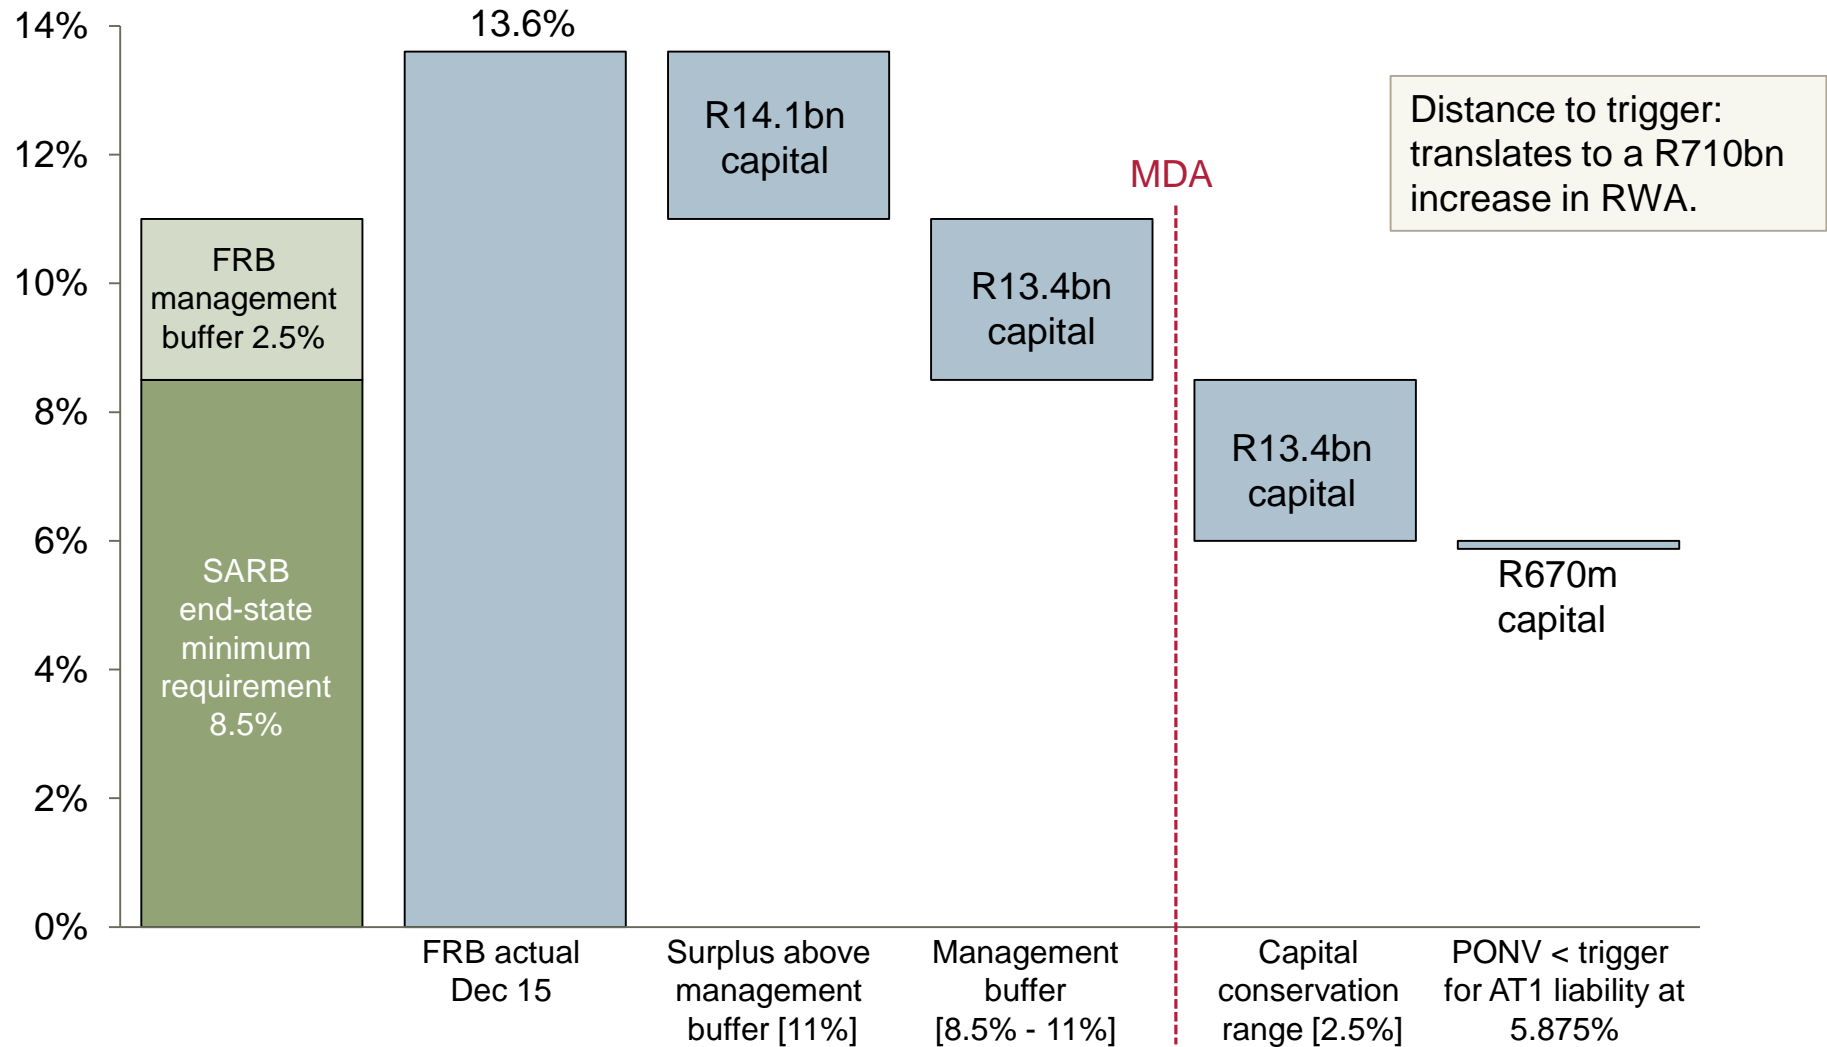 14%
12%
10%
8%
6%
4%
2%
0%
FRB
management
buffer 2.5%
SARB
end-state
minimum
requirement
8.5%
13.6%
R14.1bn
capital
R13.4bn
capital
MDA
R13.4bn
capital
R670m
capital
Distance to trigger:
translates to a R710bn
increase in RWA.
FRB actual
Dec 15
Surplus above
management
buffer [11%]
Management
buffer
[8.5% - 11%]
Capital
conservation
range [2.5%]
PONV < trigger
for AT1 liability at
5.875%